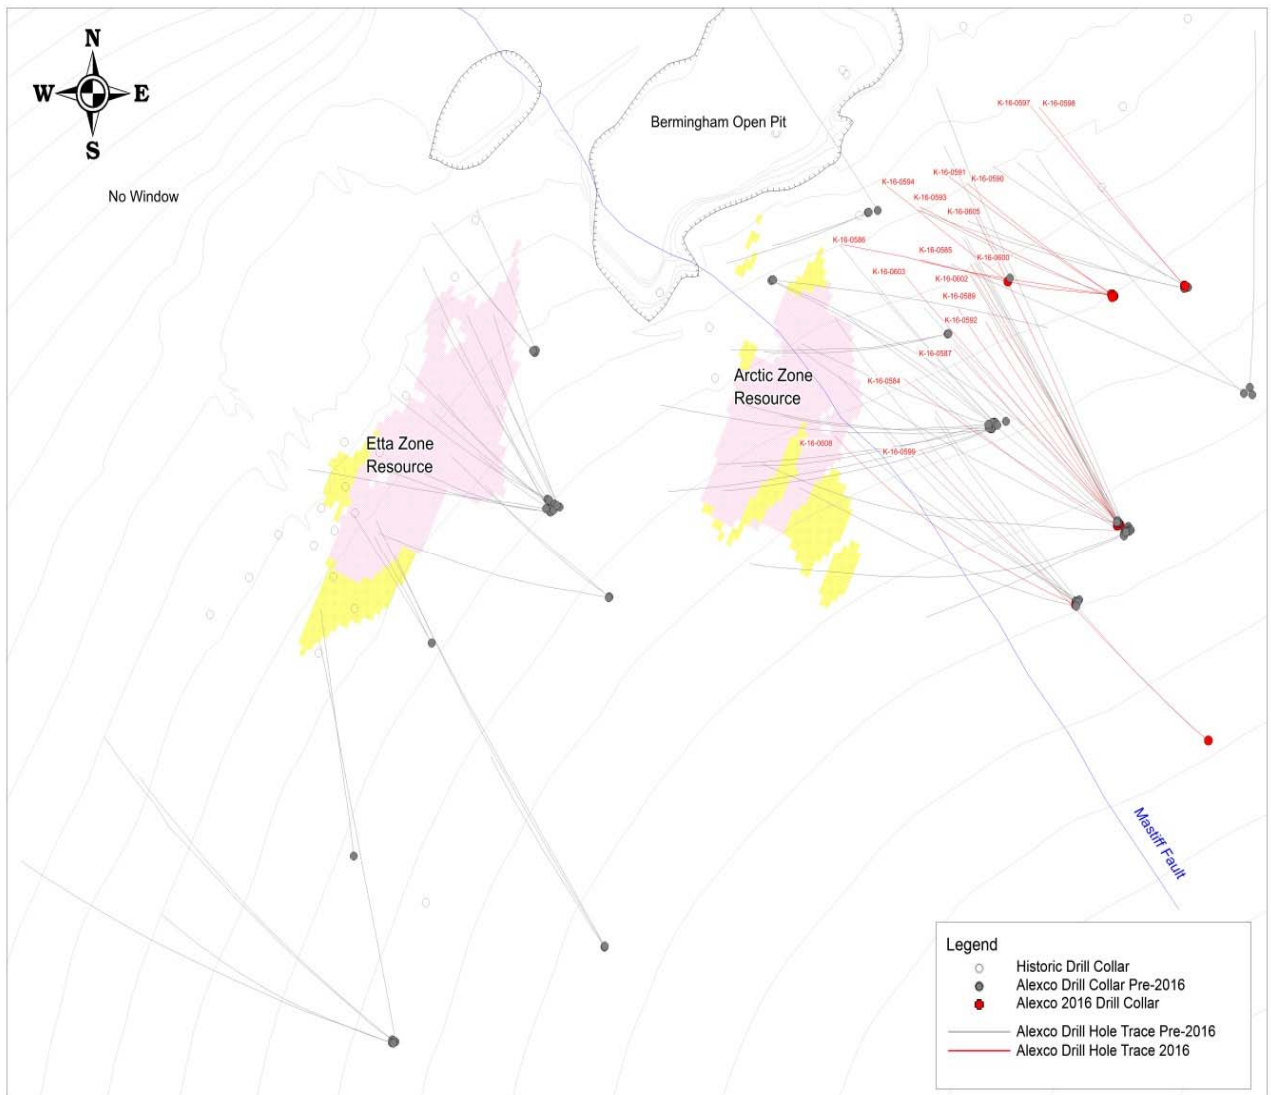 N
W E
S
No Window
Bermingham Open Pit
K-16-0597 K-16-0598
K-16-0591
K-16-0594
K-16-0590
K-16-0593
K-16-0605
K-16-0586
K-16-0585
K-16-0600
K-16-0603
K-16-0602
K-16-0589
K-16-0592
K-16-0587
Arctic Zone
Resource
K-16-0584
Etta Zone
Resource
K-16-0608
K-16-0599
Mastiff Fault
Legend
Historic Drill Collar
Alexco Drill Collar Pre-2016
Alexco 2016 Drill Collar
Alexco Drill Hole Trace Pre-2016
Alexco Drill Hole Trace 2016